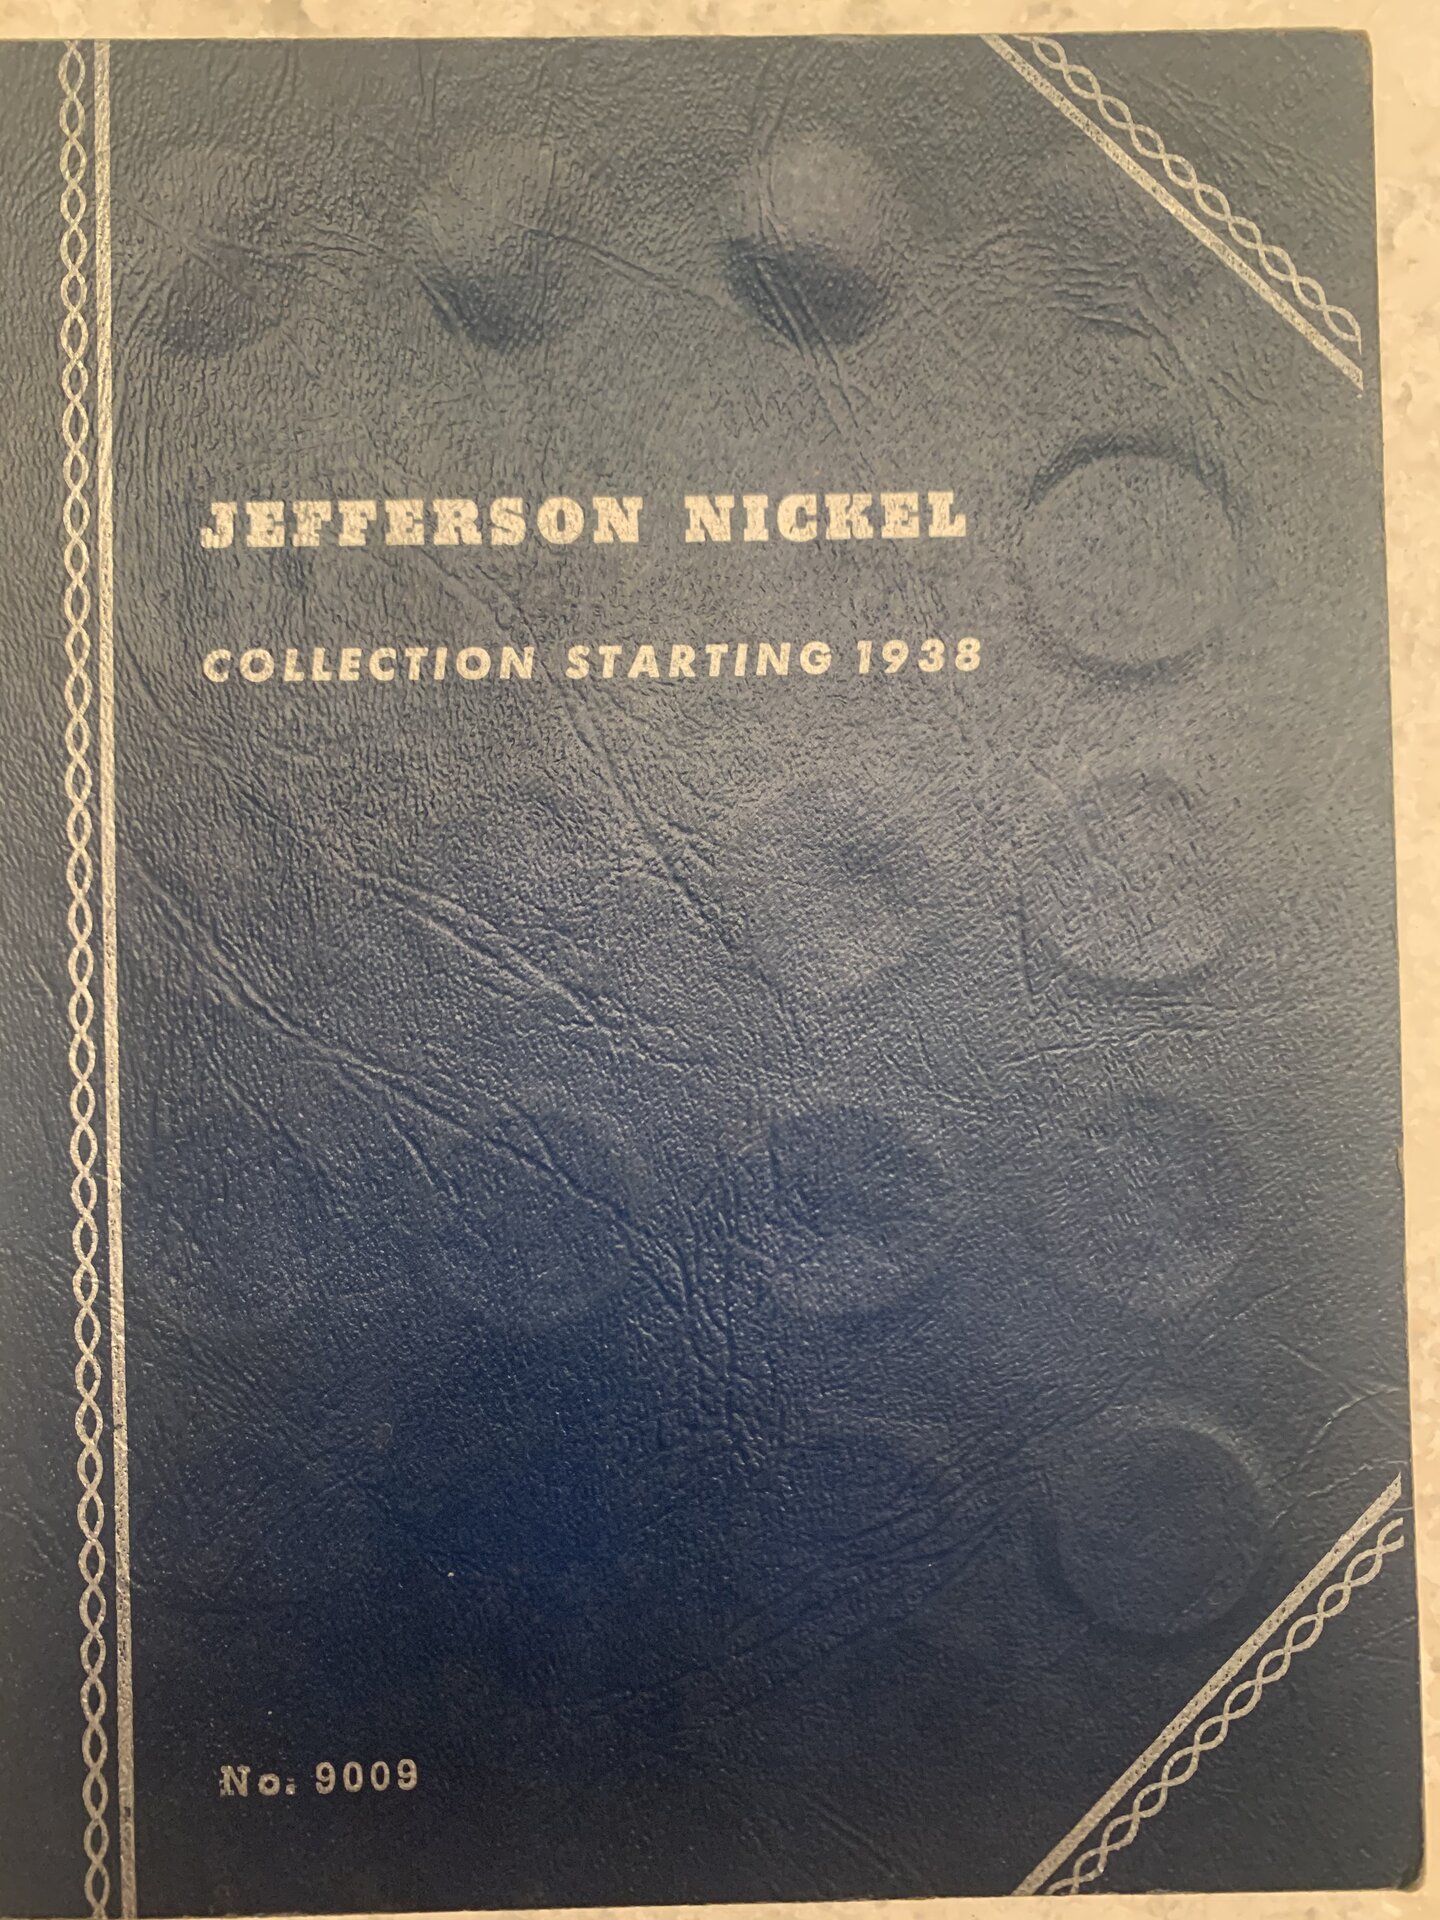 JEFFERSON NICKEL
COLLECTION STARTING 1938
No. 9009